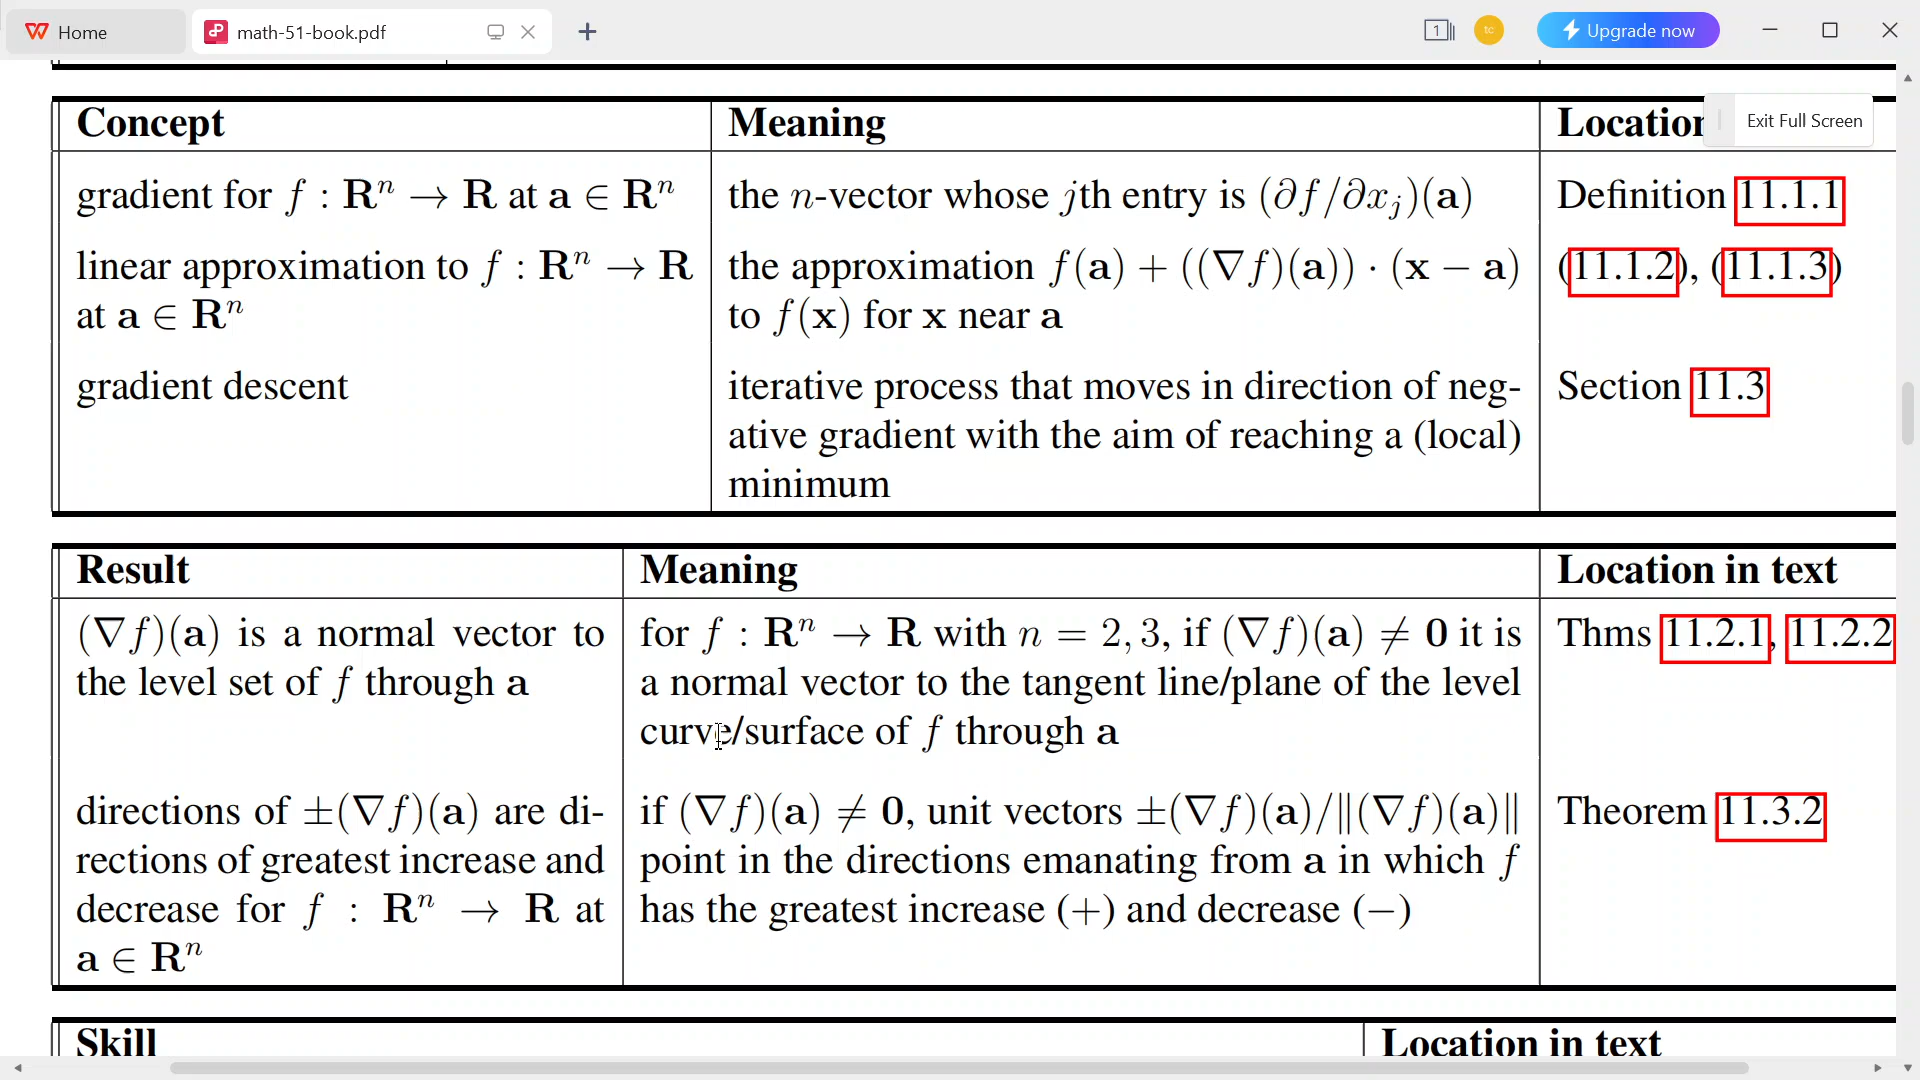 Home
math-51-book.pdf
1
tc
Upgrade now
Exit Full Screen
Concept Meaning Location
gradient for f : Rⁿ → R at a ∈ Rⁿ the n-vector whose jth entry is (∂f/∂xⱼ)(a) Definition 11.1.1
linear approximation to f : Rⁿ → R the approximation f(a) + ((∇f)(a)) · (x − a) (11.1.2), (11.1.3)
at a ∈ Rⁿ to f(x) for x near a
gradient descent iterative process that moves in direction of neg- Section 11.3
ative gradient with the aim of reaching a (local)
minimum
Result Meaning Location in text
(∇f)(a) is a normal vector to for f : Rⁿ → R with n = 2, 3, if (∇f)(a) ≠ 0 it is Thms 11.2.1, 11.2.2
the level set of f through a a normal vector to the tangent line/plane of the level
curve/surface of f through a
directions of ±(∇f)(a) are di- if (∇f)(a) ≠ 0, unit vectors ±(∇f)(a)/‖(∇f)(a)‖ Theorem 11.3.2
rections of greatest increase and point in the directions emanating from a in which f
decrease for f : Rⁿ → R at has the greatest increase (+) and decrease (−)
a ∈ Rⁿ
Skill Location in text